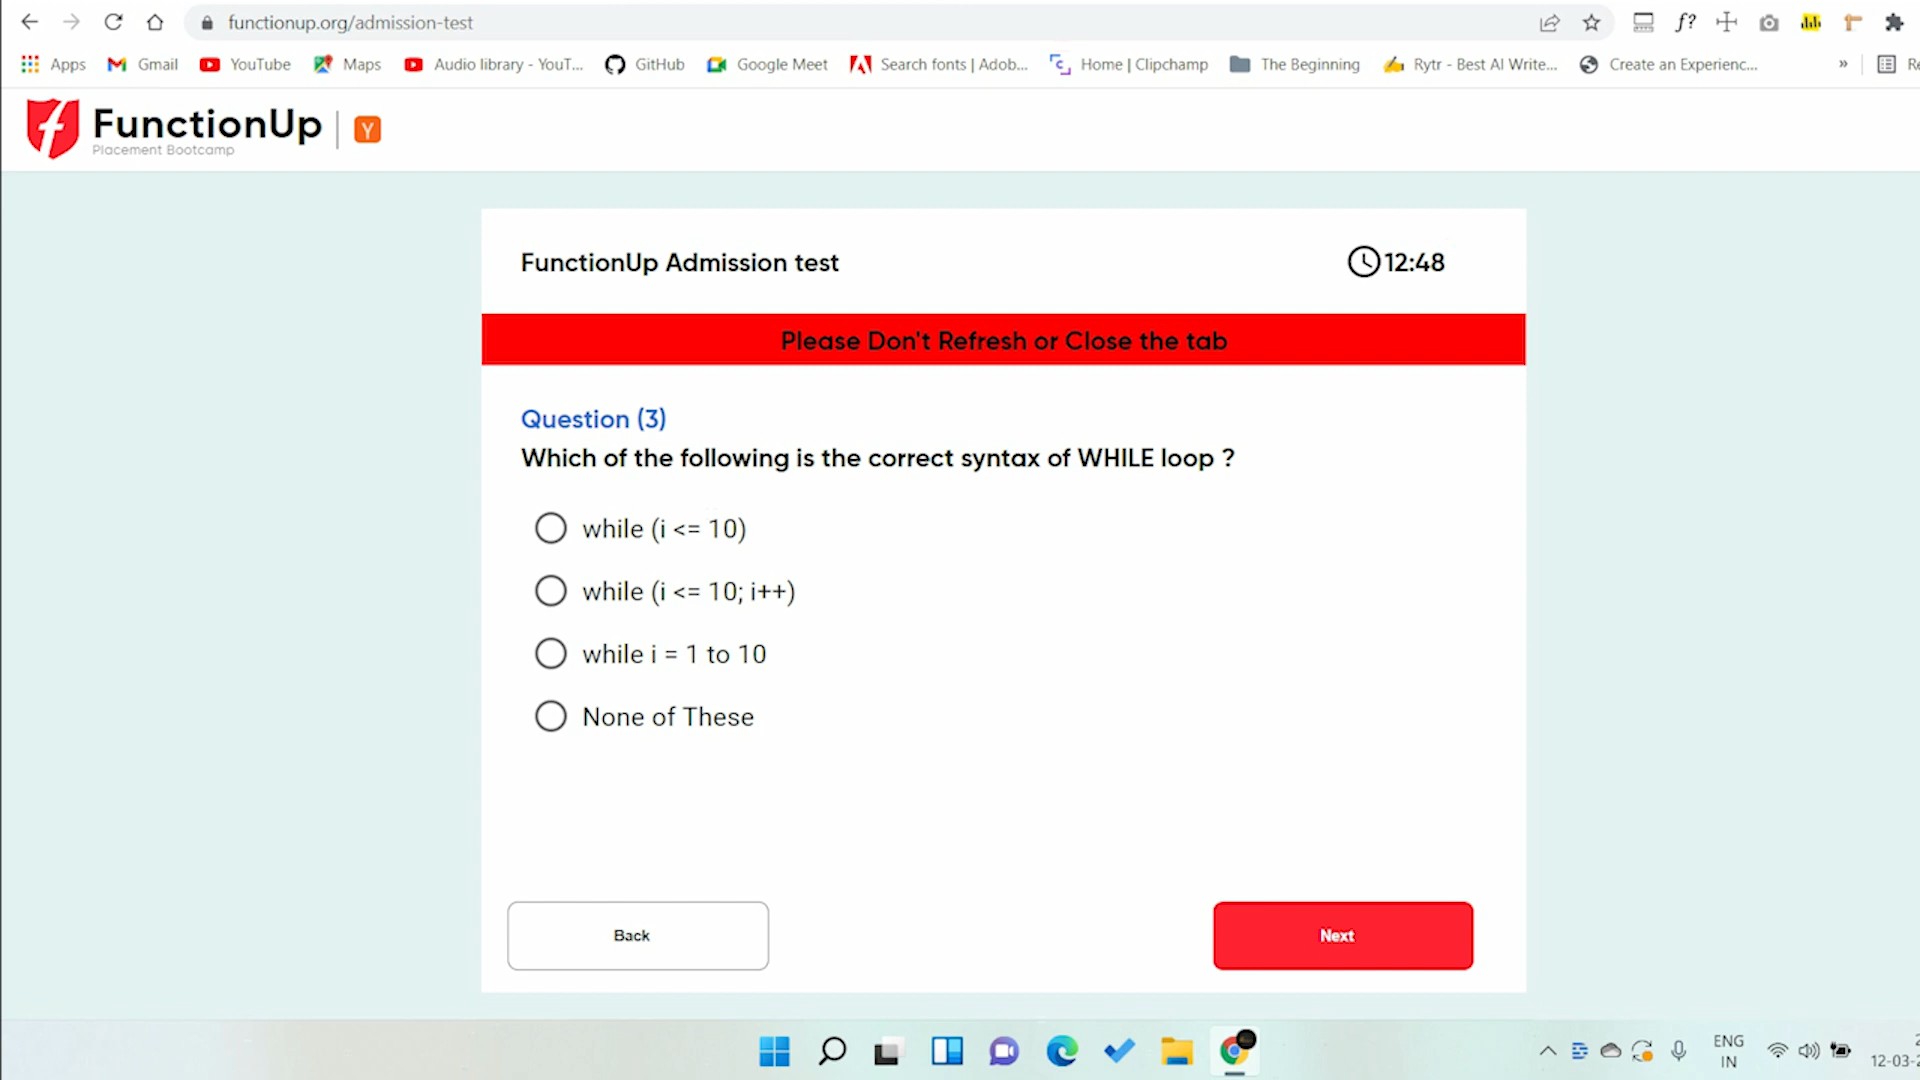 functionup.org/admission-test
f?
Apps Gmail YouTube Maps Audio library - YouT... GitHub Google Meet Search fonts | Adob... Home | Clipchamp The Beginning Rytr - Best AI Write... Create an Experienc... » Re
FunctionUp Y
Placement Bootcamp
FunctionUp Admission test 12:48
Please Don't Refresh or Close the tab
Question (3)
Which of the following is the correct syntax of WHILE loop ?
while (i <= 10)
while (i <= 10; i++)
while i = 1 to 10
None of These
Back Next
ENG
IN
12-03-